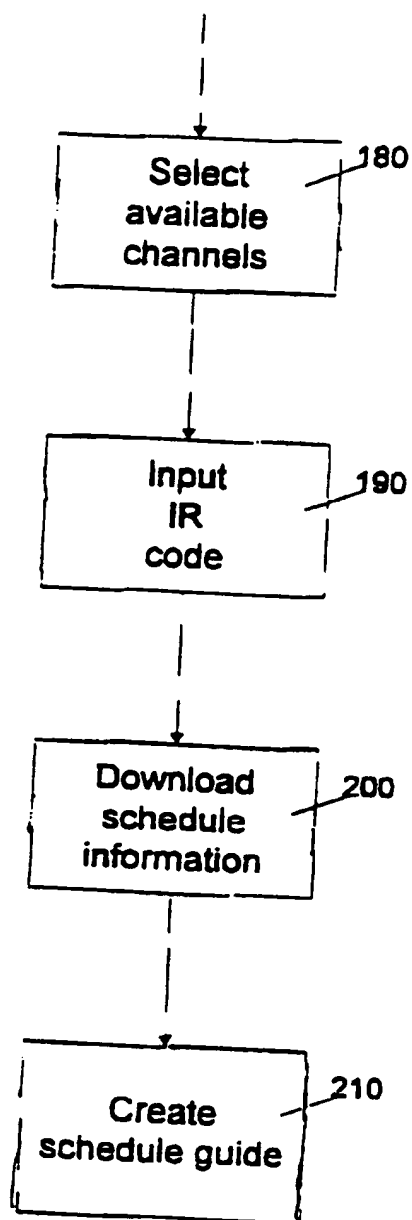 180
Select
available
channels
190
Input
IR
code
200
Download
schedule
information
210
Create
schedule guide